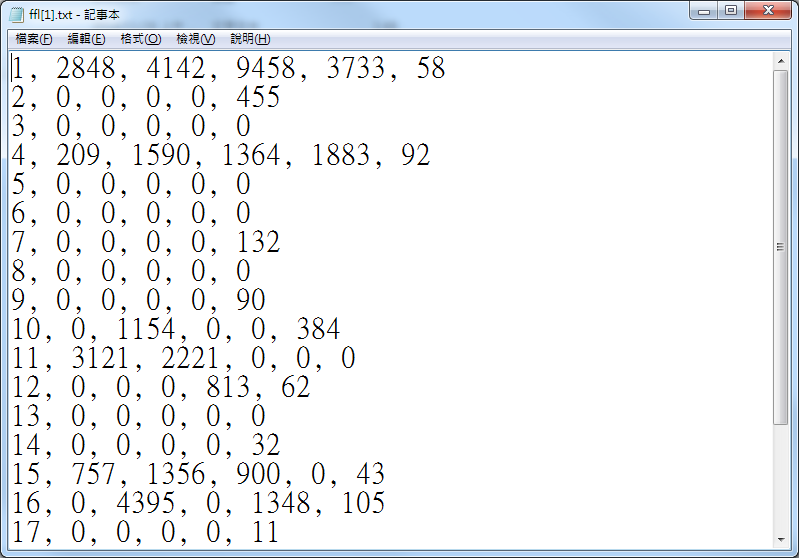 ffl[1].txt - 記事本
檔案(F) 編輯(E) 格式(O) 檢視(V) 說明(H)
1, 2848, 4142, 9458, 3733, 58
2, 0, 0, 0, 0, 455
3, 0, 0, 0, 0, 0
4, 209, 1590, 1364, 1883, 92
5, 0, 0, 0, 0, 0
6, 0, 0, 0, 0, 0
7, 0, 0, 0, 0, 132
8, 0, 0, 0, 0, 0
9, 0, 0, 0, 0, 90
10, 0, 1154, 0, 0, 384
11, 3121, 2221, 0, 0, 0
12, 0, 0, 0, 813, 62
13, 0, 0, 0, 0, 0
14, 0, 0, 0, 0, 32
15, 757, 1356, 900, 0, 43
16, 0, 4395, 0, 1348, 105
17, 0, 0, 0, 0, 11